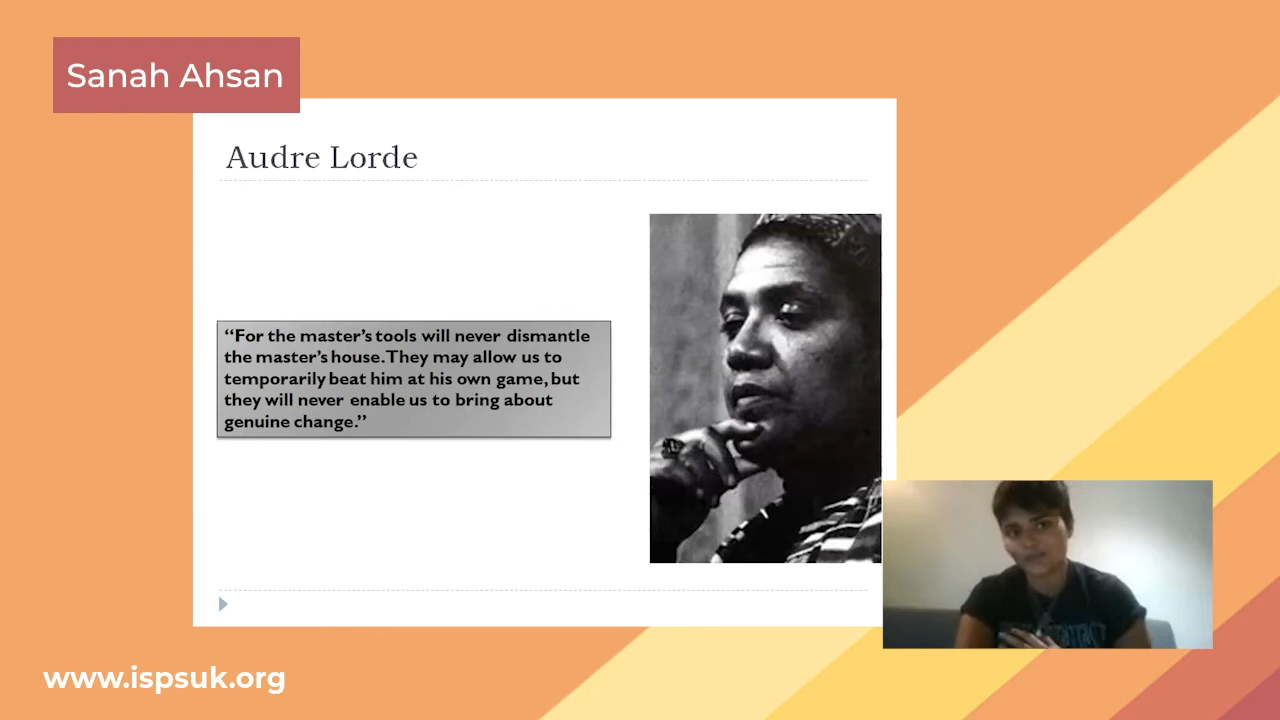 Sanah Ahsan
Audre Lorde
“For the master’s tools will never dismantle
the master’s house. They may allow us to
temporarily beat him at his own game, but
they will never enable us to bring about
genuine change.”
www.ispsuk.org